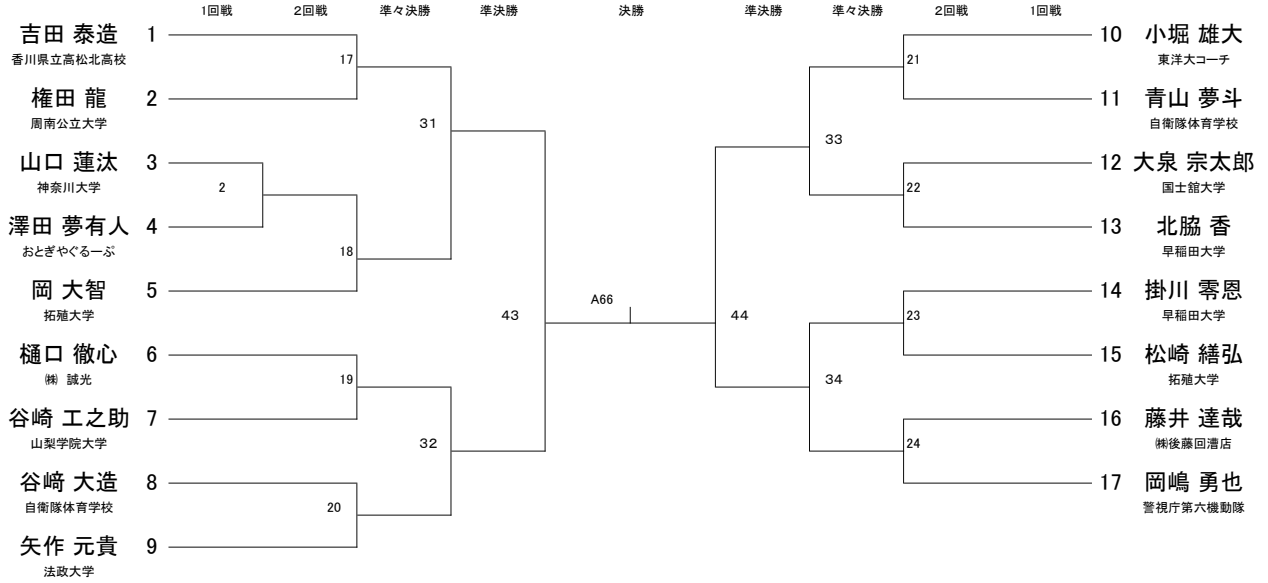 1回戦 2回戦 準々決勝 準決勝 決勝 準決勝 準々決勝 2回戦 1回戦
吉田 泰造 1
香川県立高松北高校
17
権田 龍 2
周南公立大学
31
山口 蓮汰 3
神奈川大学
2
澤田 夢有人 4
おとぎやぐるーぷ
18
岡 大智 5
拓殖大学
43
樋口 徹心 6
㈱ 誠光
19
谷崎 工之助 7
山梨学院大学
32
谷﨑 大造 8
自衛隊体育学校
20
矢作 元貴 9
法政大学
A66
10 小堀 雄大
東洋大コーチ
21
11 青山 夢斗
自衛隊体育学校
33
12 大泉 宗太郎
国士舘大学
22
13 北脇 香
早稲田大学
44
14 掛川 零恩
早稲田大学
23
15 松崎 繕弘
拓殖大学
34
16 藤井 達哉
㈱後藤回漕店
24
17 岡嶋 勇也
警視庁第六機動隊